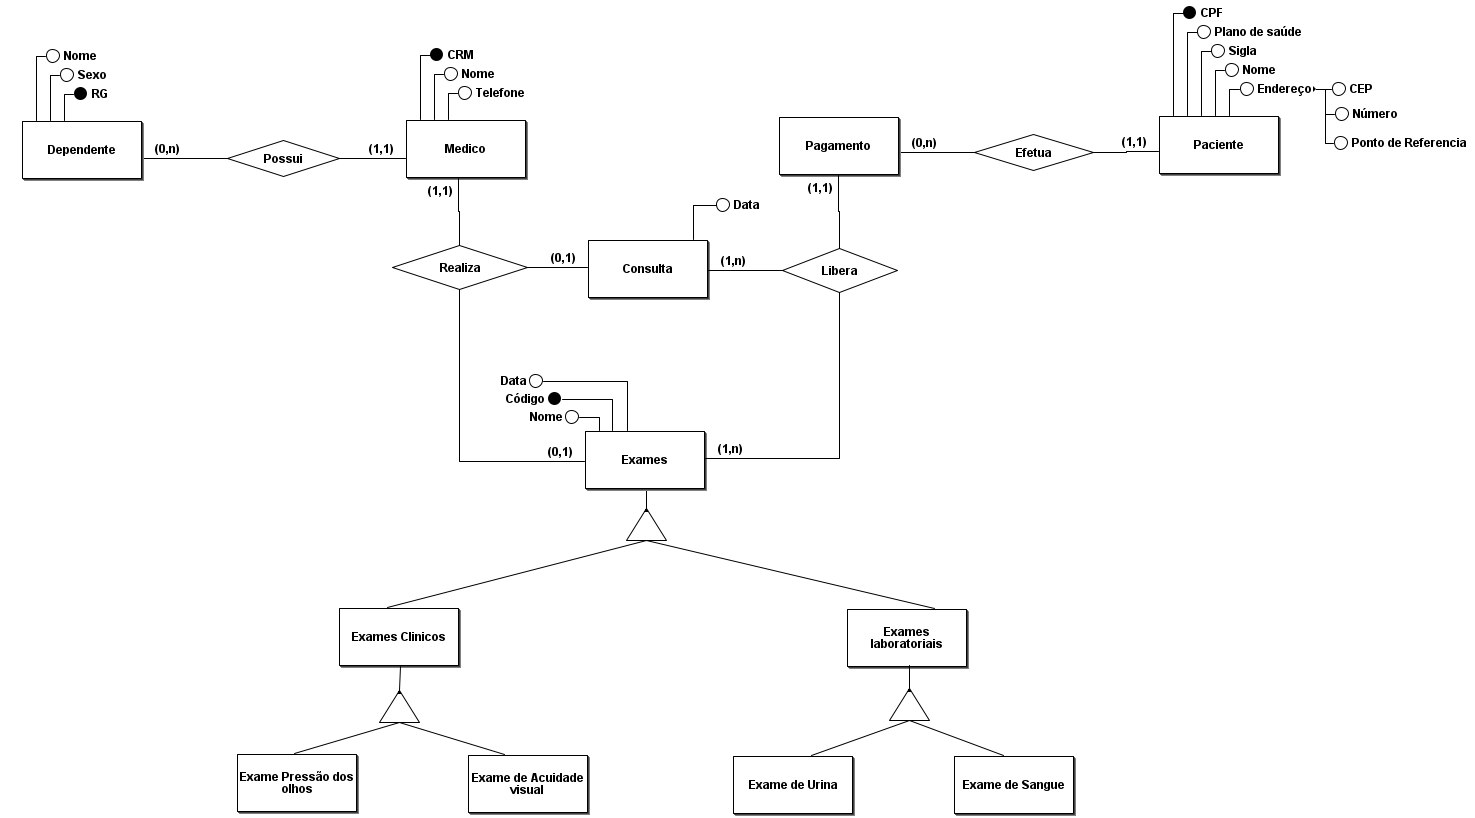 CPF
Plano de saúde
Sigla
Nome
Endereço
CEP
Número
Ponto de Referencia
Nome
Sexo
RG
CRM
Nome
Telefone
Dependente
(0,n)
Possui
(1,1)
Medico
(1,1)
Pagamento
(0,n)
Efetua
(1,1)
Paciente
(1,1)
Data
Realiza
(0,1)
Consulta
(1,n)
Libera
Data
Código
Nome
(0,1)
Exames
(1,n)
Exames Clinicos
Exames
laboratoriais
Exame Pressão dos
olhos
Exame de Acuidade
visual
Exame de Urina
Exame de Sangue